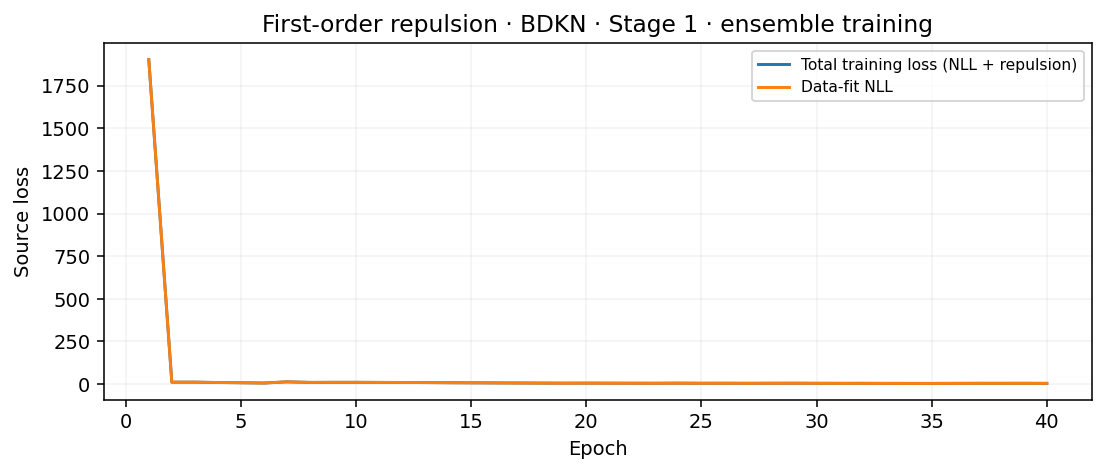 First-order repulsion · BDKN · Stage 1 · ensemble training
Total training loss (NLL + repulsion)
Data-fit NLL
Source loss
1750
1500
1250
1000
750
500
250
0
0 5 10 15 20 25 30 35 40
Epoch